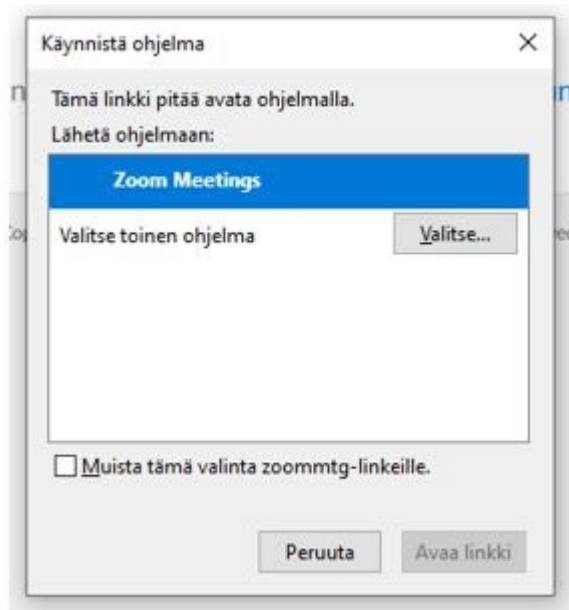 Käynnistä ohjelma
Tämä linkki pitää avata ohjelmalla.
Lähetä ohjelmaan:
Zoom Meetings
Valitse toinen ohjelma
Valitse...
Muista tämä valinta zoommtg-linkeille.
Peruuta
Avaa linkki